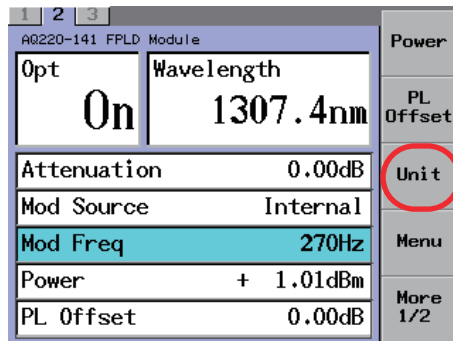 1 2 3
AQ220-141 FPLD Module
Opt
On
Wavelength
1307.4nm
Attenuation 0.00dB
Mod Source Internal
Mod Freq 270Hz
Power + 1.01dBm
PL Offset 0.00dB
Power
PL
Offset
Unit
Menu
More
1/2